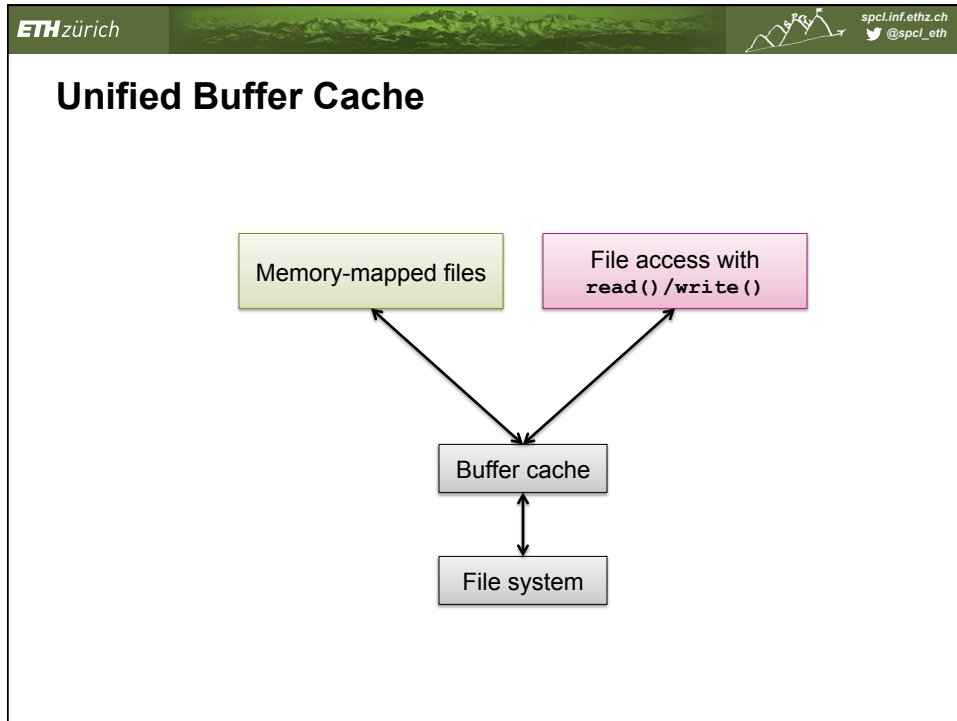 ETH zürich
spcl.inf.ethz.ch
@spcl_eth
Unified Buffer Cache
Memory-mapped files
File access with
read()/write()
Buffer cache
File system